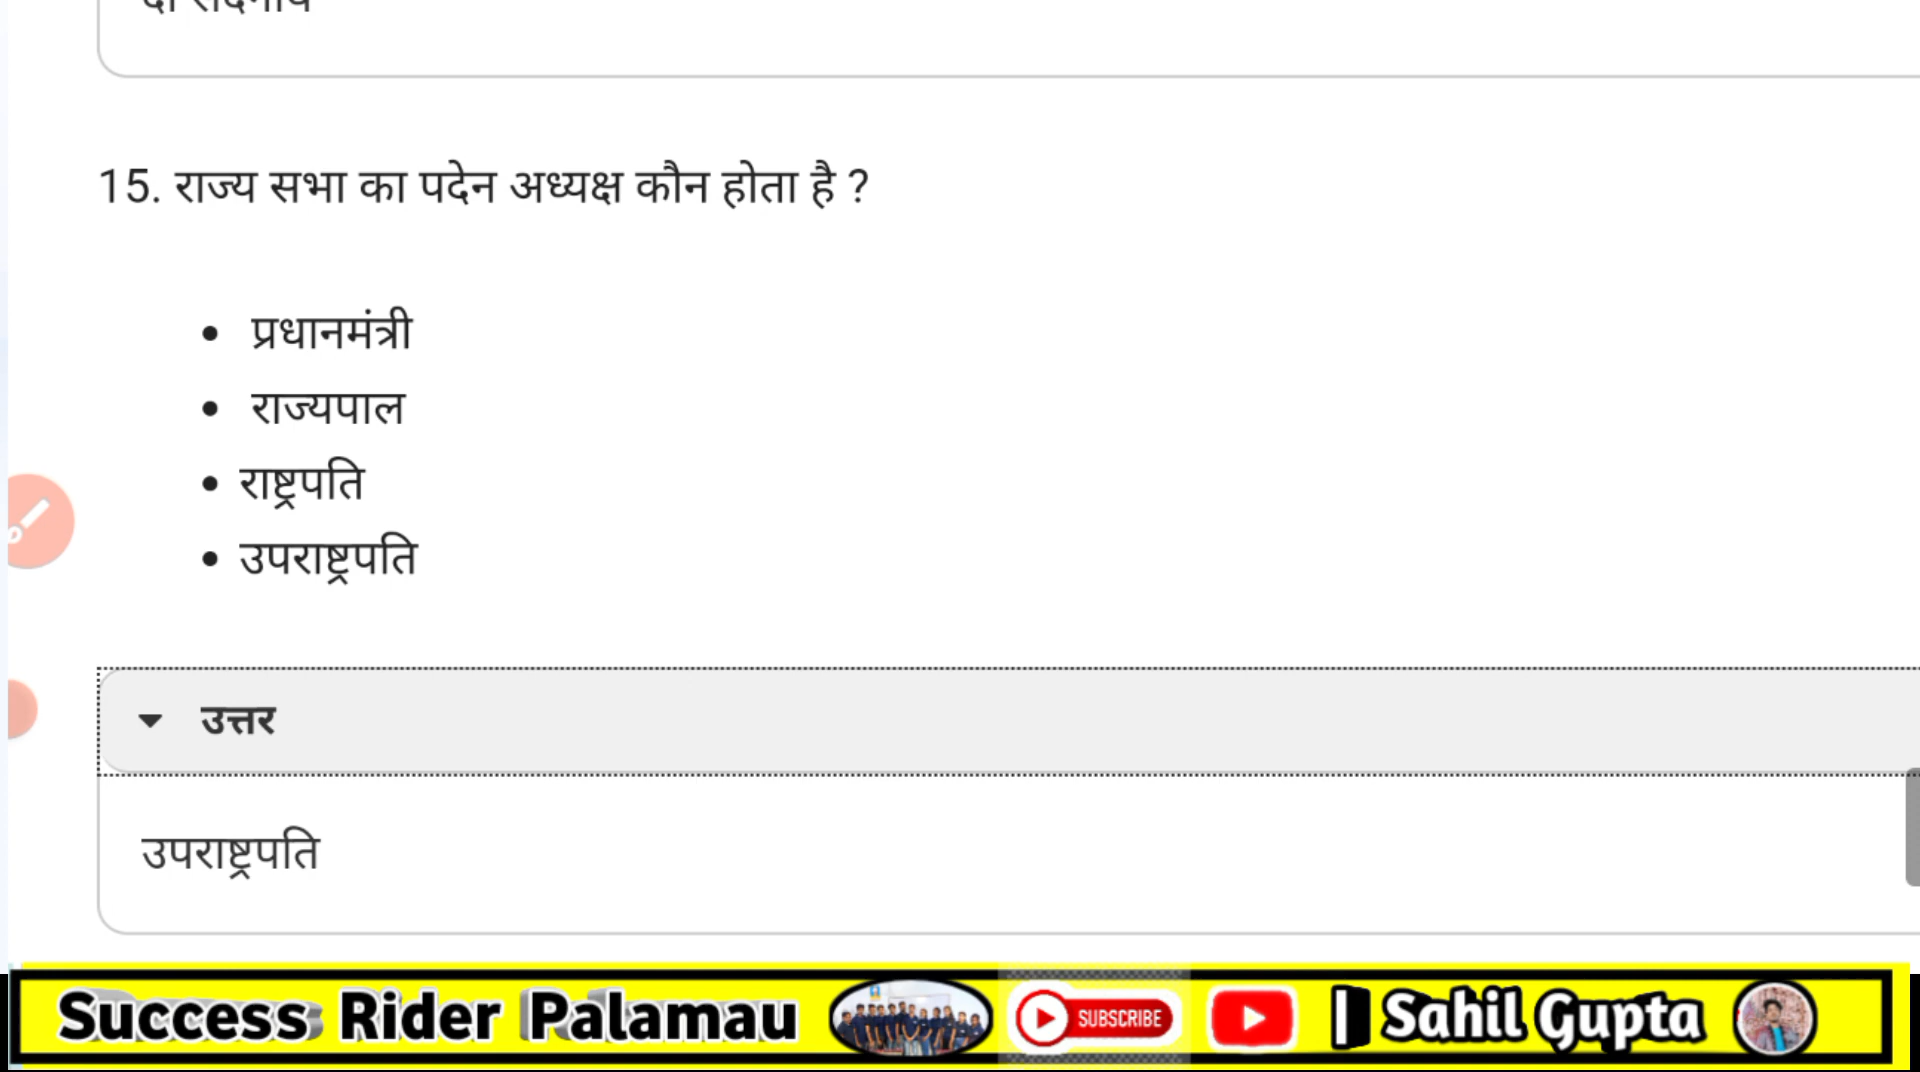 15. राज्य सभा का पदेन अध्यक्ष कौन होता है ?
• प्रधानमंत्री
• राज्यपाल
• राष्ट्रपति
• उपराष्ट्रपति
उत्तर
उपराष्ट्रपति
Success Rider Palamau SUBSCRIBE | Sahil Gupta